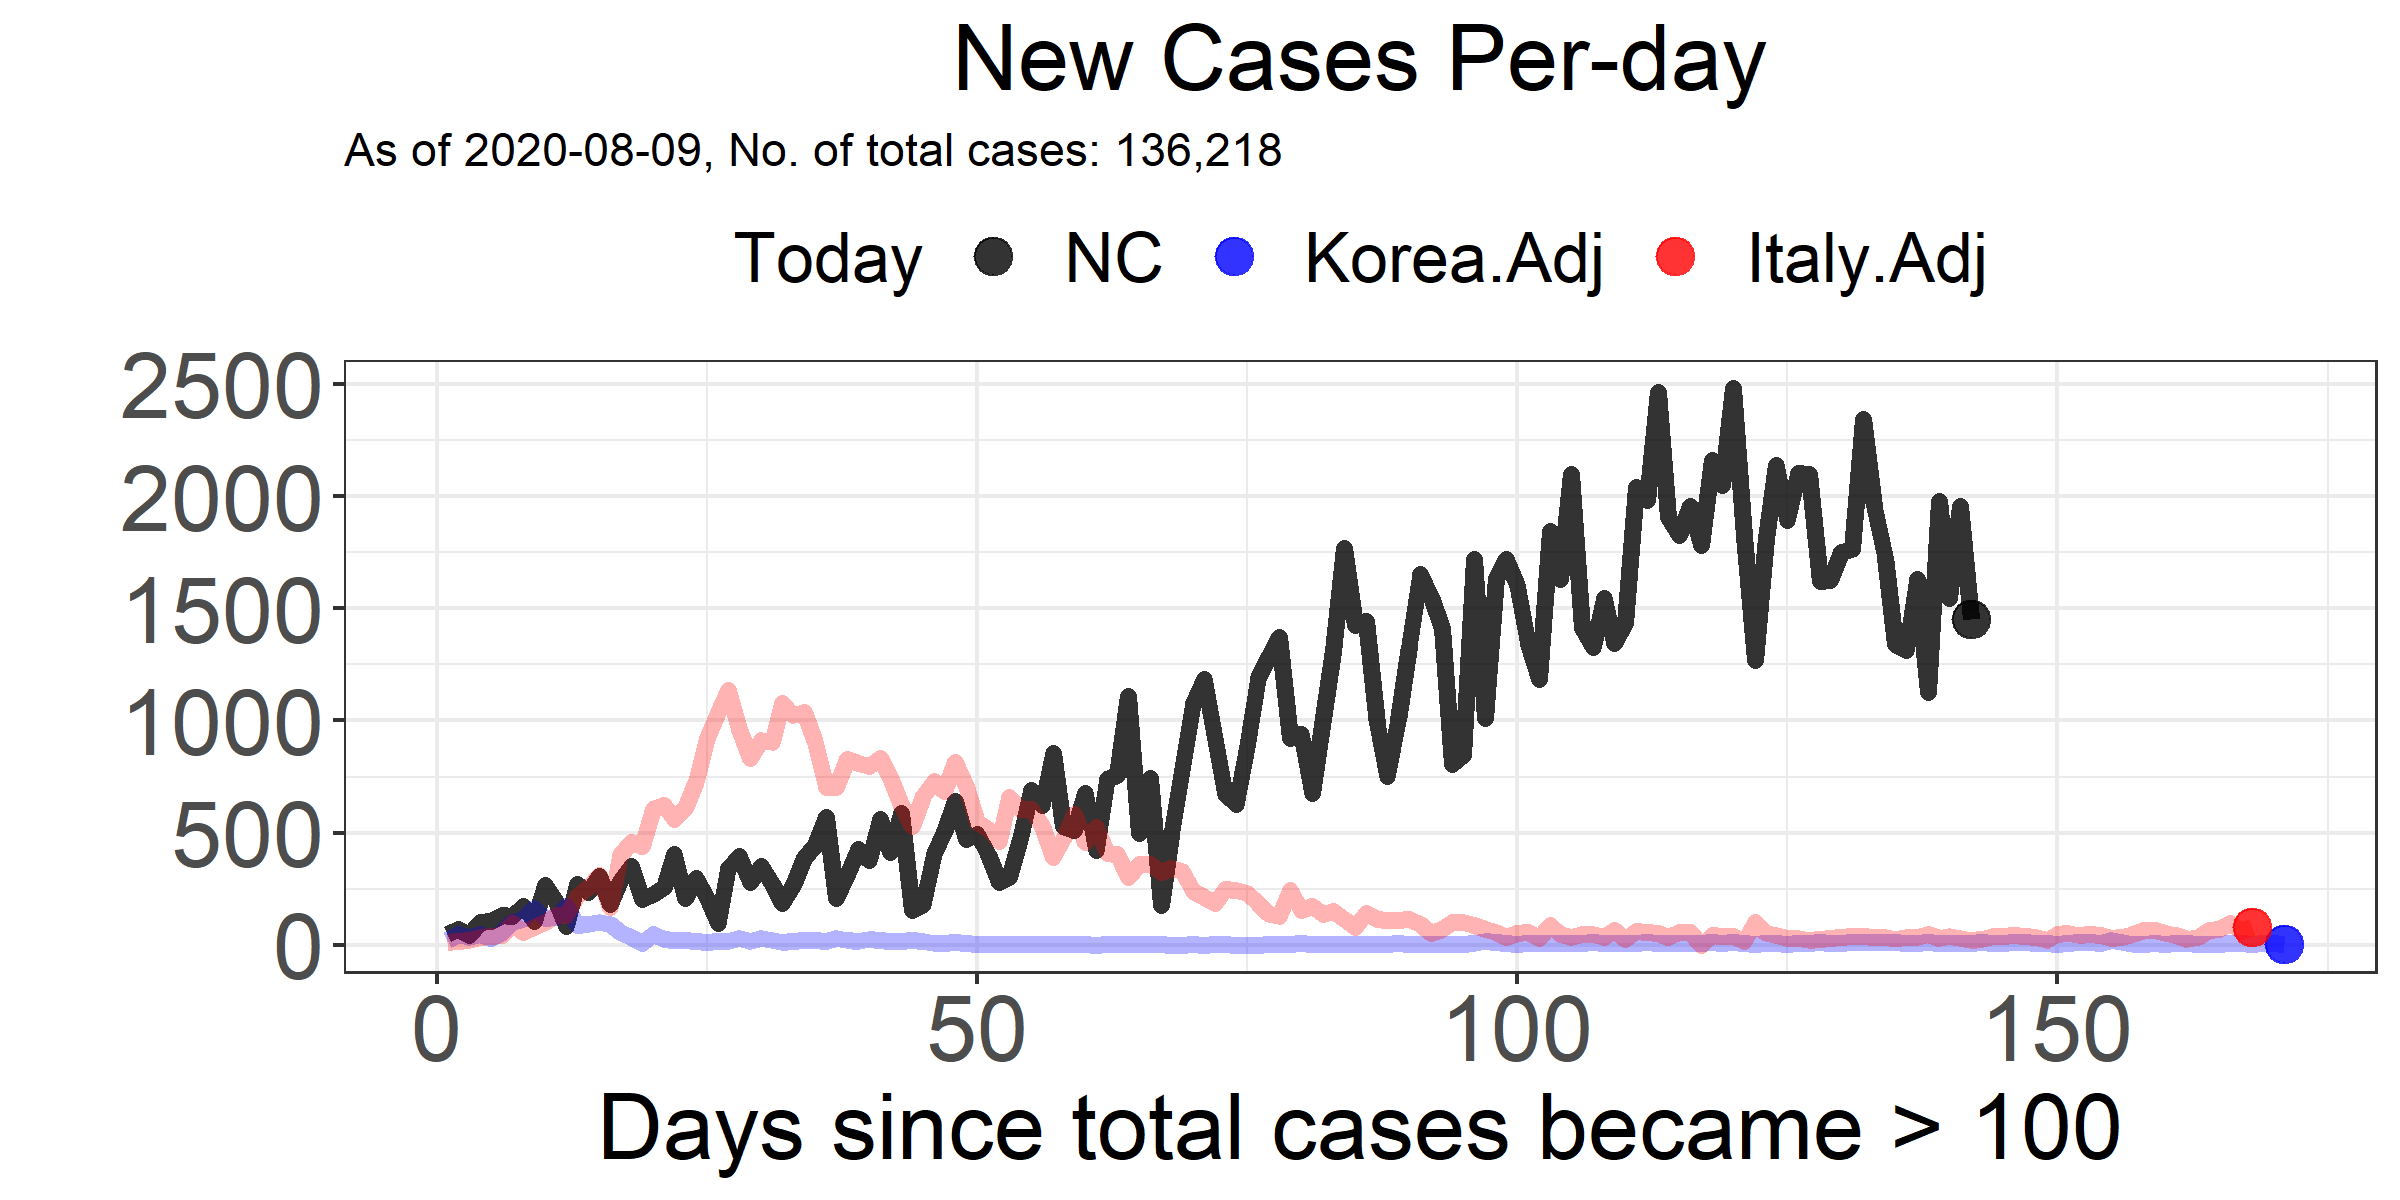 New Cases Per-day
As of 2020-08-09, No. of total cases: 136,218
Today NC Korea.Adj Italy.Adj
2500
2000
1500
1000
500
0
0 50 100 150
Days since total cases became > 100